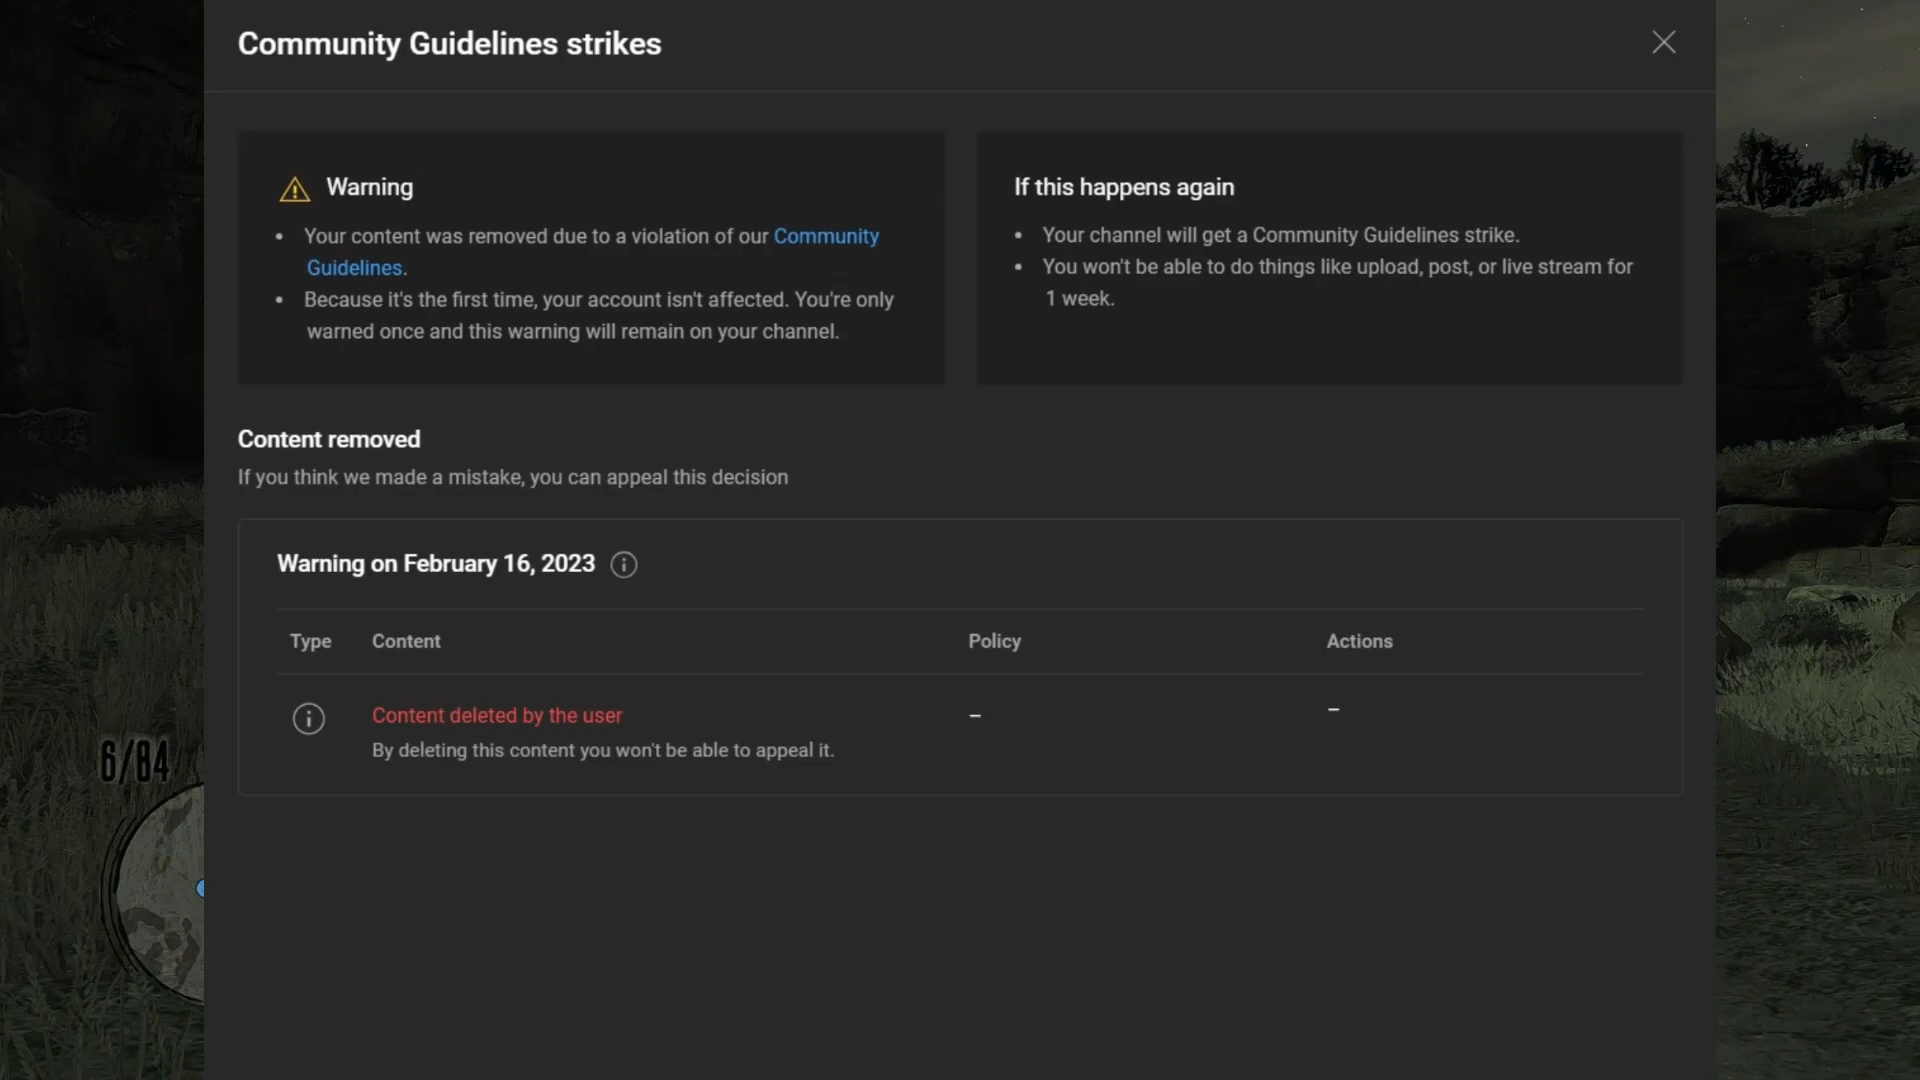 Community Guidelines strikes
Warning
• Your content was removed due to a violation of our Community
Guidelines.
• Because it's the first time, your account isn't affected. You're only
warned once and this warning will remain on your channel.
If this happens again
• Your channel will get a Community Guidelines strike.
• You won't be able to do things like upload, post, or live stream for
1 week.
Content removed
If you think we made a mistake, you can appeal this decision
Warning on February 16, 2023
Type Content Policy Actions
Content deleted by the user – –
By deleting this content you won't be able to appeal it.
6/84